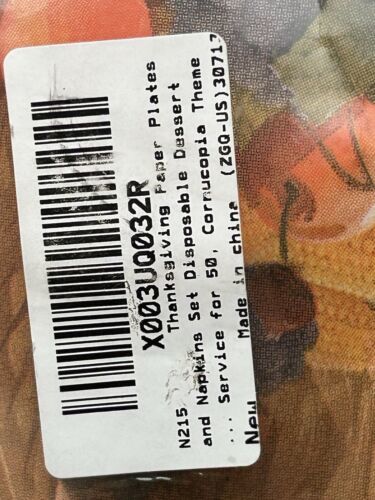 X003UQ032R
N215 Thanksgiving Paper Plates
and Napkins Set Disposable Dessert
... Service for 50, Cornucopia Theme
New
Made in china (ZGQ-US)30717